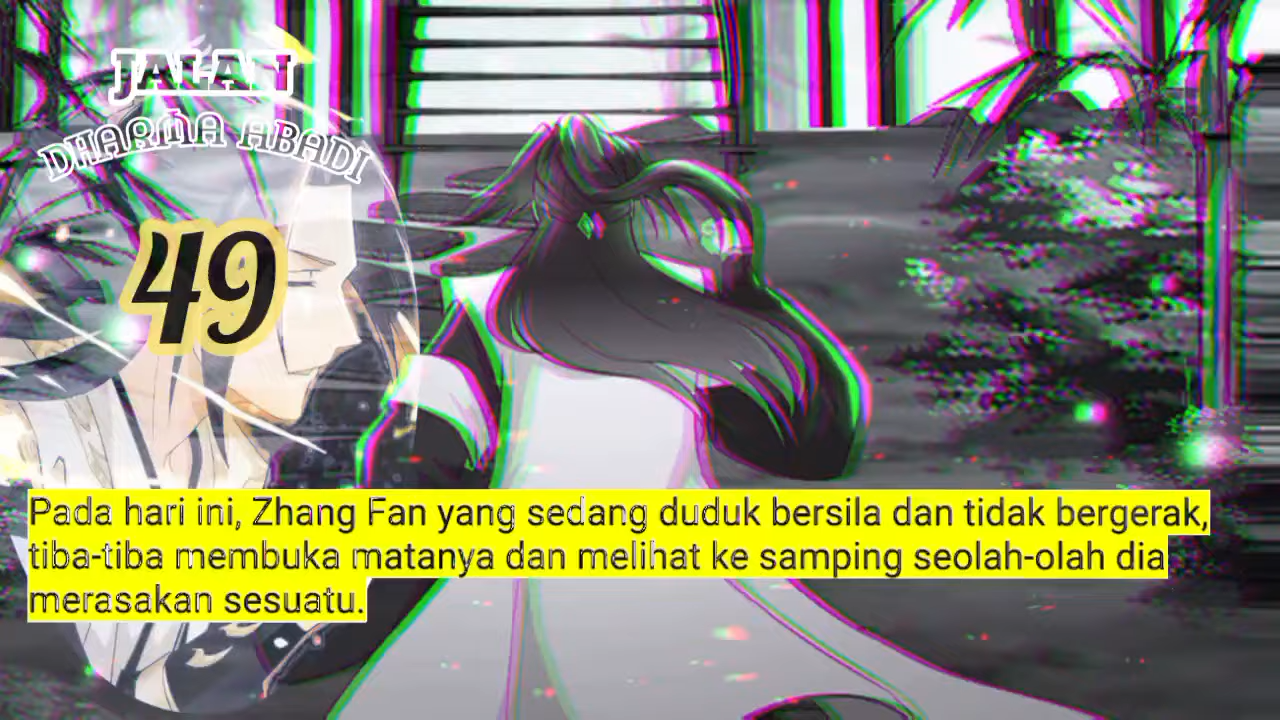 JALAN
DHARMA ABADI
49
Pada hari ini, Zhang Fan yang sedang duduk bersila dan tidak bergerak,
tiba-tiba membuka matanya dan melihat ke samping seolah-olah dia
merasakan sesuatu.